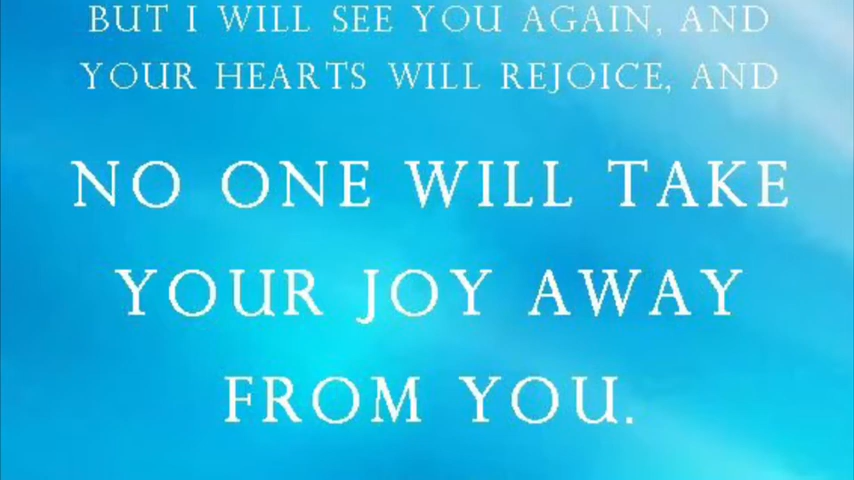 BUT I WILL SEE YOU AGAIN, AND
YOUR HEARTS WILL REJOICE, AND
NO ONE WILL TAKE
YOUR JOY AWAY
FROM YOU.